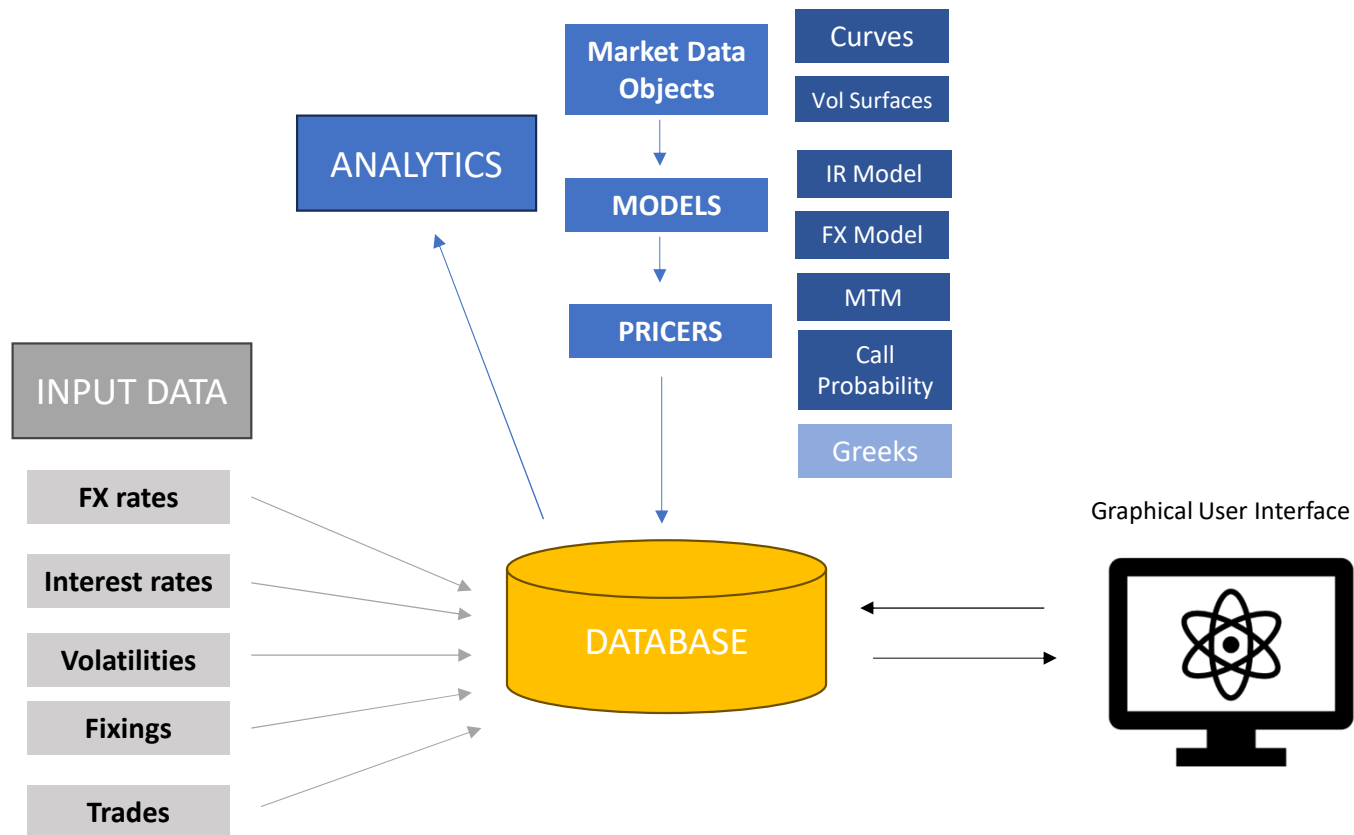 Market Data
Objects
Curves
Vol Surfaces
ANALYTICS
MODELS
IR Model
FX Model
PRICERS
MTM
Call
Probability
Greeks
INPUT DATA
FX rates
Interest rates
Volatilities
Fixings
Trades
DATABASE
Graphical User Interface